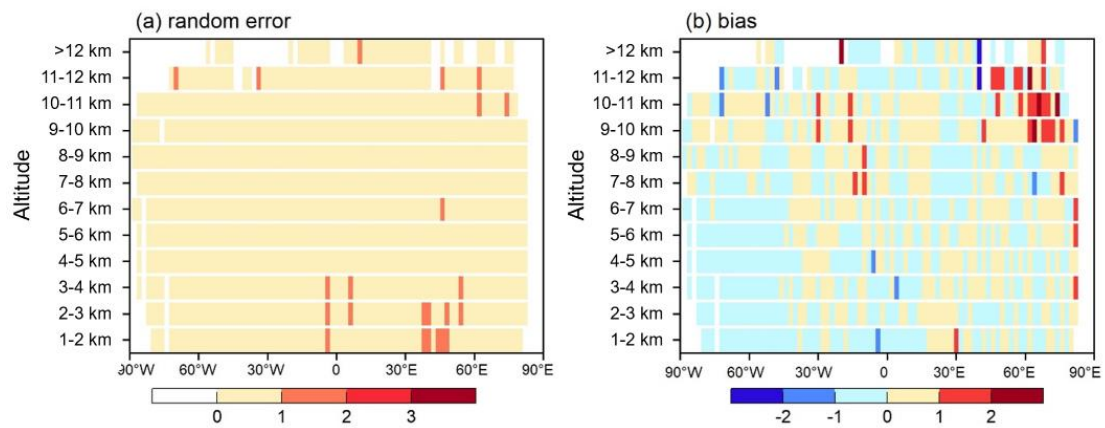 (a) random error
(b) bias
Altitude
>12 km
11-12 km
10-11 km
9-10 km
8-9 km
7-8 km
6-7 km
5-6 km
4-5 km
3-4 km
2-3 km
1-2 km
30°W 60°W 30°W 0 30°E 60°E 90°E
0 1 2 3
Altitude
>12 km
11-12 km
10-11 km
9-10 km
8-9 km
7-8 km
6-7 km
5-6 km
4-5 km
3-4 km
2-3 km
1-2 km
90°W 60°W 30°W 0 30°E 60°E 90°E
-2 -1 0 1 2